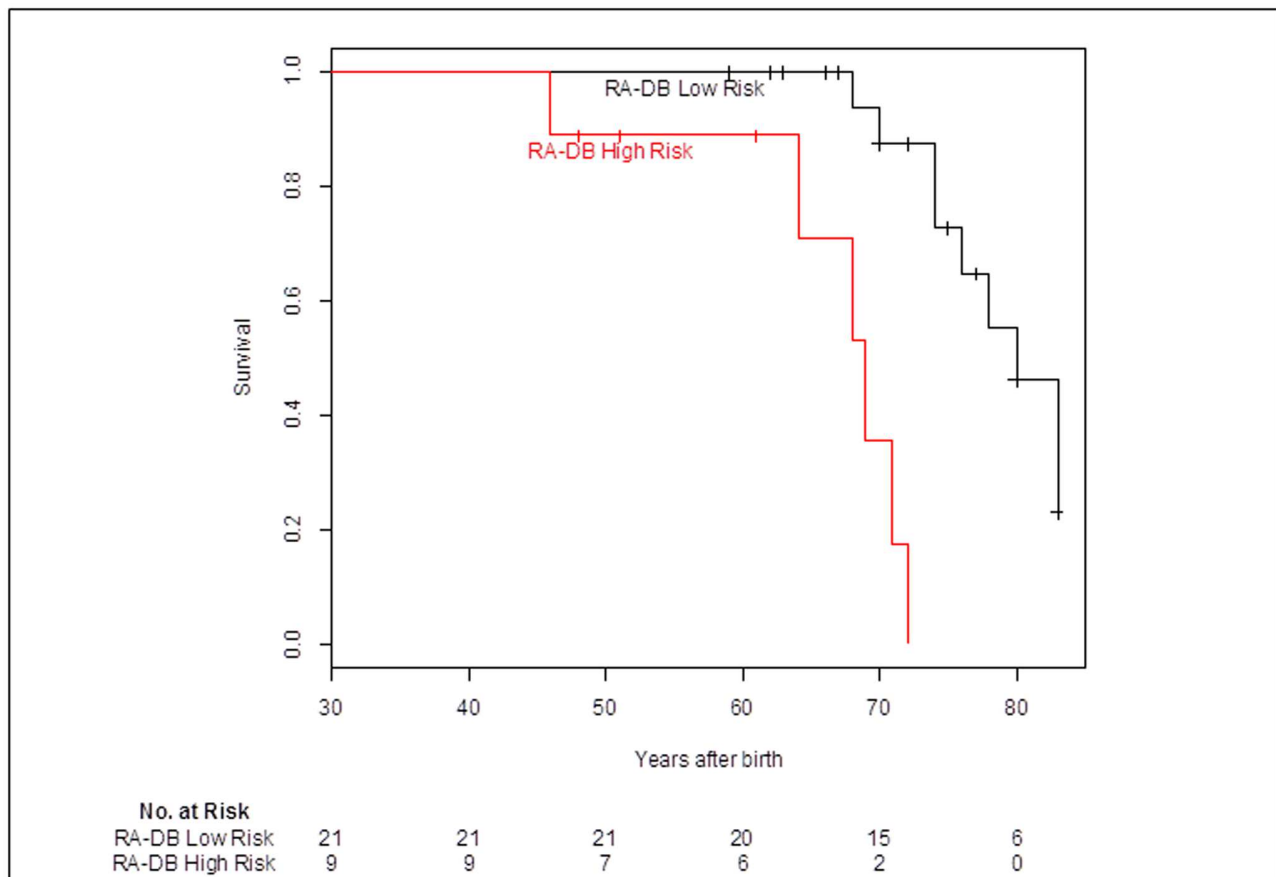 1.0
RA-DB Low Risk
RA-DB High Risk
0.8
0.6
Survival
0.4
0.2
0.0
30 40 50 60 70 80
Years after birth
No. at Risk
RA-DB Low Risk 21 21 21 20 15 6
RA-DB High Risk 9 9 7 6 2 0